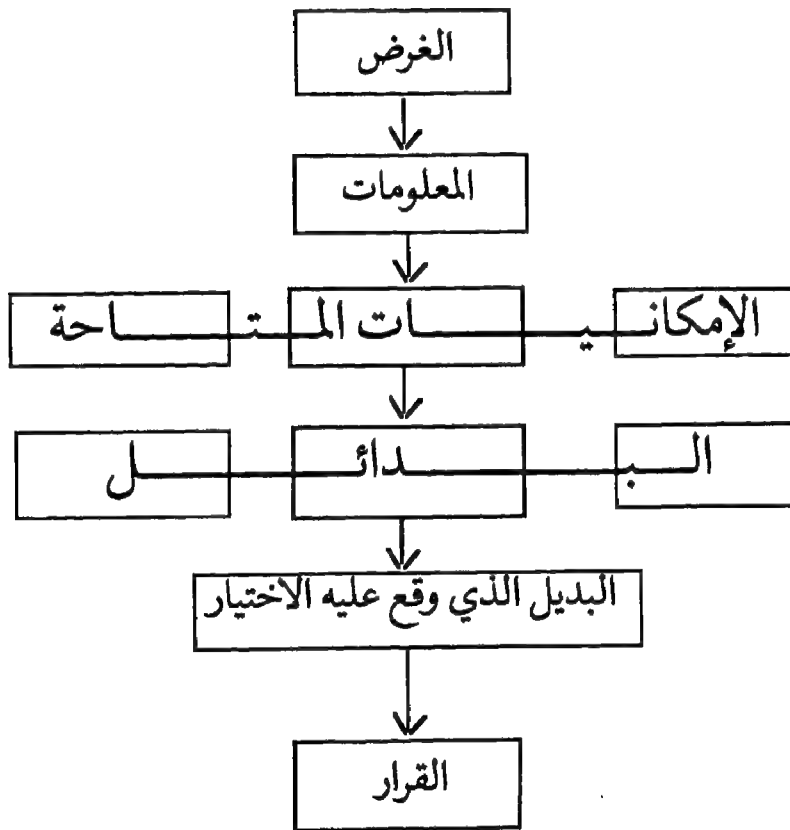 الغرض
المعلومات
الإمكانيات المتاحة
البدائل
البديل الذي وقع عليه الاختيار
القرار